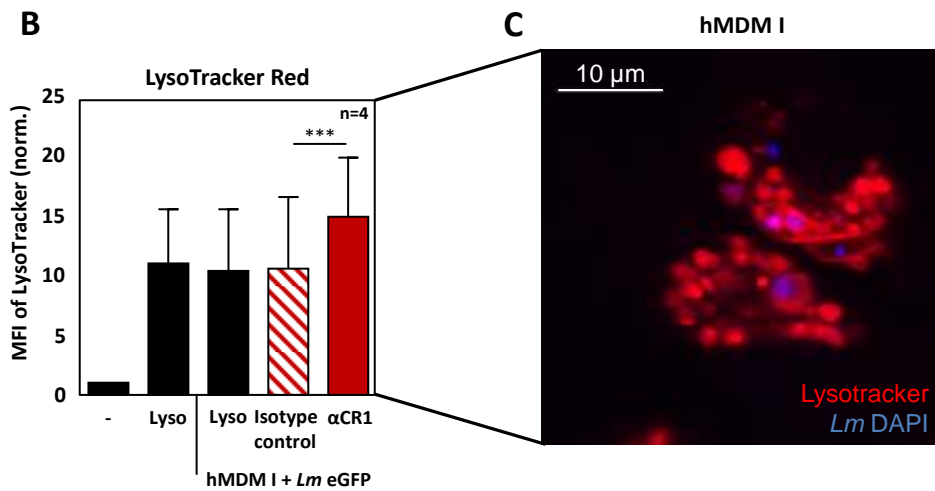 B
LysoTracker Red
MFI of LysoTracker (norm.)
25
20
15
10
5
0
n=4
***
- Lyso Lyso Isotype control αCR1
hMDM I + Lm eGFP
C
hMDM I
10 µm
Lysotracker
Lm DAPI